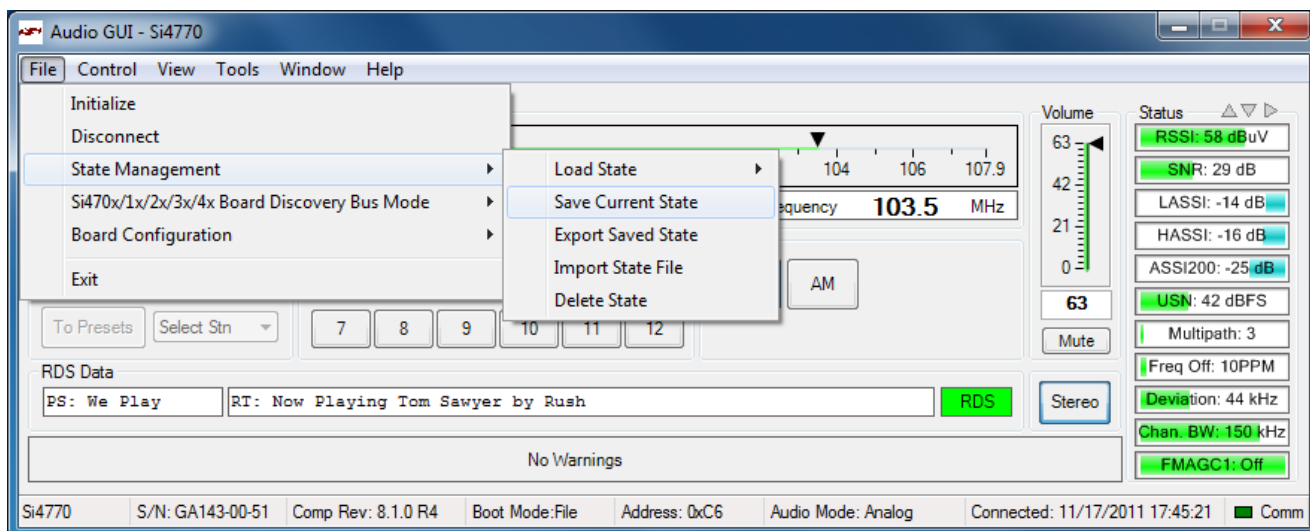 Audio GUI - Si4770
File Control View Tools Window Help
Initialize
Disconnect
State Management
Si470x/1x/2x/3x/4x Board Discovery Bus Mode
Board Configuration
Exit
Load State
Save Current State
Export Saved State
Import State File
Delete State
104 106 107.9
103.5 MHz
AM
To Presets Select Stn 7 8 9 10 11 12
Volume
63
42
21
0
63
Mute
Status
RSSI: 58 dBuV
SNR: 29 dB
LASSI: -14 dB
HASSI: -16 dB
ASSI200: -25 dB
USN: 42 dBFS
Multipath: 3
Freq Off: 10PPM
Deviation: 44 kHz
Chan. BW: 150 kHz
FMAGC1: Off
RDS Data
PS: We Play RT: Now Playing Tom Sawyer by Rush RDS Stereo
No Warnings
Si4770 S/N: GA143-00-51 Comp Rev: 8.1.0 R4 Boot Mode:File Address: 0xC6 Audio Mode: Analog Connected: 11/17/2011 17:45:21 Comm